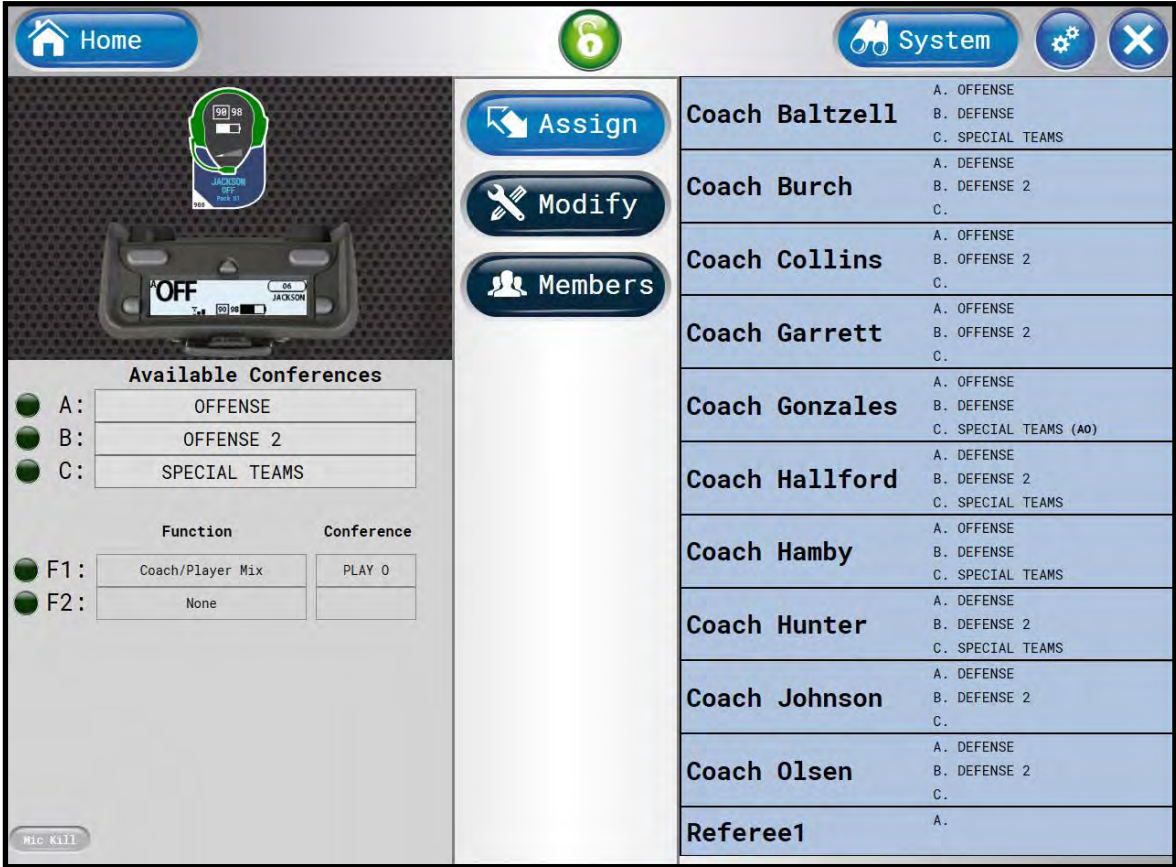 Home
System
90 98
JACKSON
OFF
Pack 01
900
A OFF
06
JACKSON
90 98
Assign
Modify
Members
Available Conferences
A: OFFENSE
B: OFFENSE 2
C: SPECIAL TEAMS
Function Conference
F1: Coach/Player Mix PLAY O
F2: None
Mic Kill
Coach Baltzell
A. OFFENSE
B. DEFENSE
C. SPECIAL TEAMS
Coach Burch
A. DEFENSE
B. DEFENSE 2
C.
Coach Collins
A. OFFENSE
B. OFFENSE 2
C.
Coach Garrett
A. OFFENSE
B. OFFENSE 2
C.
Coach Gonzales
A. OFFENSE
B. DEFENSE
C. SPECIAL TEAMS (AO)
Coach Hallford
A. DEFENSE
B. DEFENSE 2
C. SPECIAL TEAMS
Coach Hamby
A. OFFENSE
B. DEFENSE
C. SPECIAL TEAMS
Coach Hunter
A. DEFENSE
B. DEFENSE 2
C. SPECIAL TEAMS
Coach Johnson
A. DEFENSE
B. DEFENSE 2
C.
Coach Olsen
A. DEFENSE
B. DEFENSE 2
C.
Referee1
A.